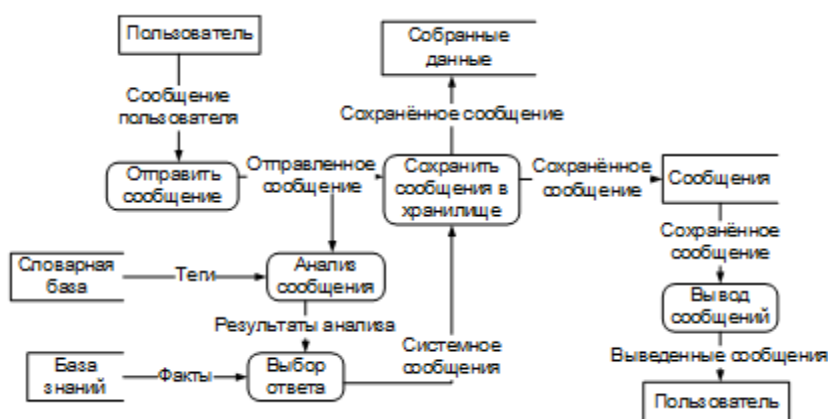 Пользователь
Собранные
данные
Сообщение
пользователя
Сохранённое сообщение
Отправить
сообщение
Отправленное
сообщение
Сохранить
сообщения в
хранилище
Сохранённое
сообщение
Сообщения
Сохранённое
сообщение
Словарная
база
Теги
Анализ
сообщения
Вывод
сообщений
Результаты анализа
Системное
сообщения
Выведенные сообщения
База
знаний
Факты
Выбор
ответа
Пользователь